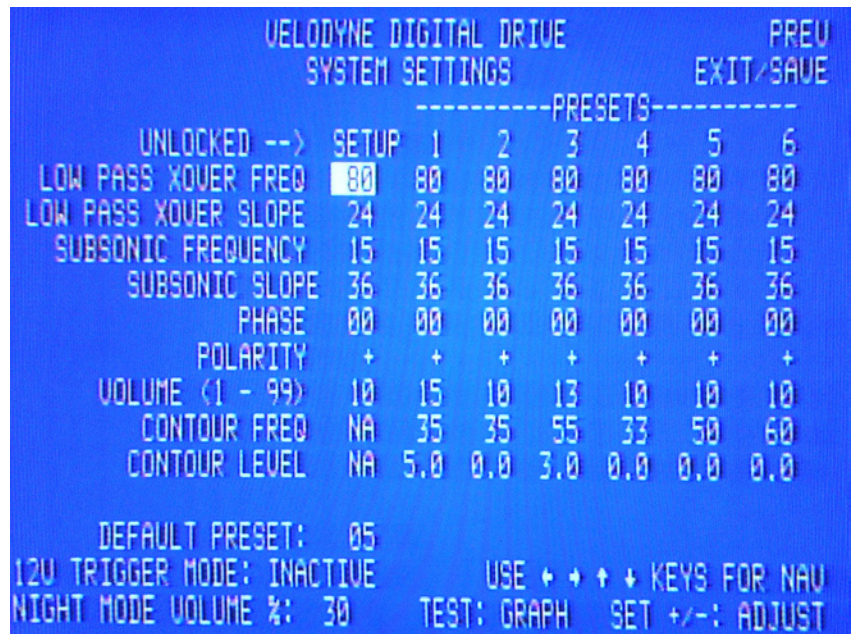 VELODYNE DIGITAL DRIVE PREV
SYSTEM SETTINGS EXIT/SAVE
----------PRESETS----------
UNLOCKED --> SETUP 1 2 3 4 5 6
LOW PASS XOVER FREQ 80 80 80 80 80 80 80
LOW PASS XOVER SLOPE 24 24 24 24 24 24 24
SUBSONIC FREQUENCY 15 15 15 15 15 15 15
SUBSONIC SLOPE 36 36 36 36 36 36 36
PHASE 00 00 00 00 00 00 00
POLARITY + + + + + + +
VOLUME (1 - 99) 10 15 10 13 10 10 10
CONTOUR FREQ NA 35 35 55 33 50 60
CONTOUR LEVEL NA 5.0 0.0 3.0 0.0 0.0 0.0
DEFAULT PRESET: 05
12V TRIGGER MODE: INACTIVE USE ← → ↑ ↓ KEYS FOR NAV
NIGHT MODE VOLUME %: 30 TEST: GRAPH SET +/-: ADJUST